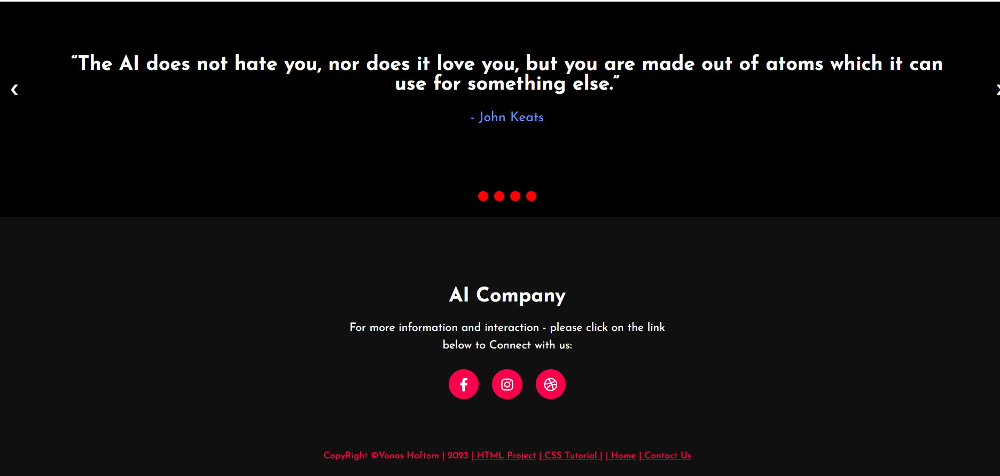 “The AI does not hate you, nor does it love you, but you are made out of atoms which it can
use for something else.”
- John Keats
AI Company
For more information and interaction - please click on the link
below to Connect with us:
CopyRight ©Yonas Haftom | 2023 | HTML Project | CSS Tutorial | | Home | Contact Us